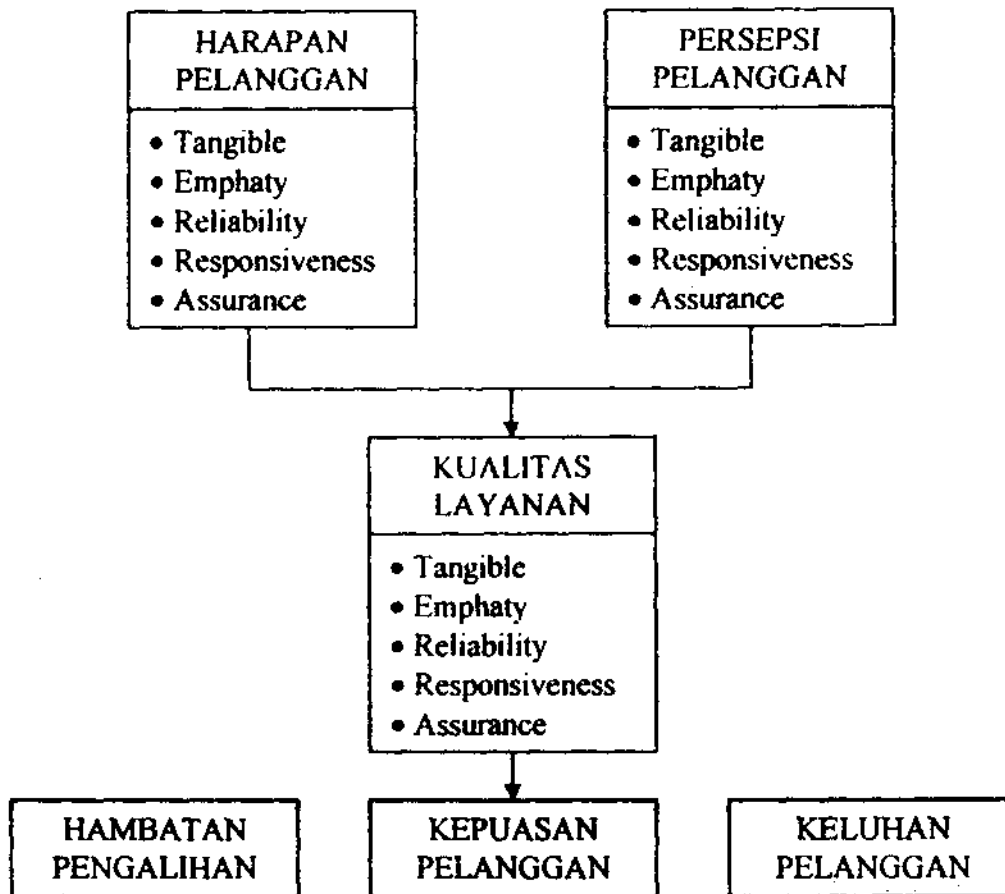 HARAPAN
PELANGGAN
• Tangible
• Emphaty
• Reliability
• Responsiveness
• Assurance
PERSEPSI
PELANGGAN
• Tangible
• Emphaty
• Reliability
• Responsiveness
• Assurance
KUALITAS
LAYANAN
• Tangible
• Emphaty
• Reliability
• Responsiveness
• Assurance
HAMBATAN
PENGALIHAN
KEPUASAN
PELANGGAN
KELUHAN
PELANGGAN